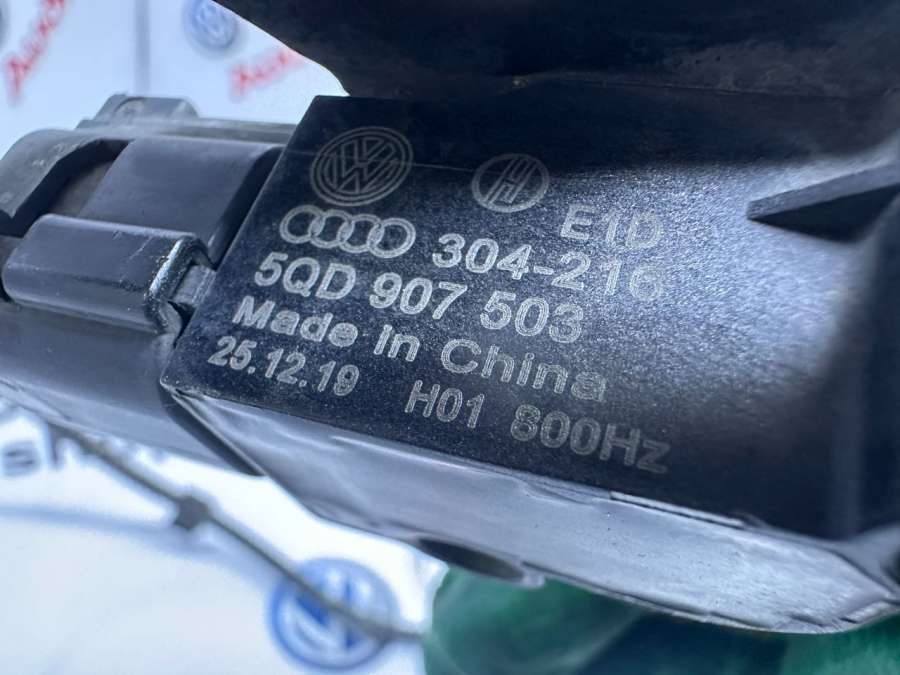 E1D
304-216
5QD 907 503
Made in China
25.12.19 H01 800Hz